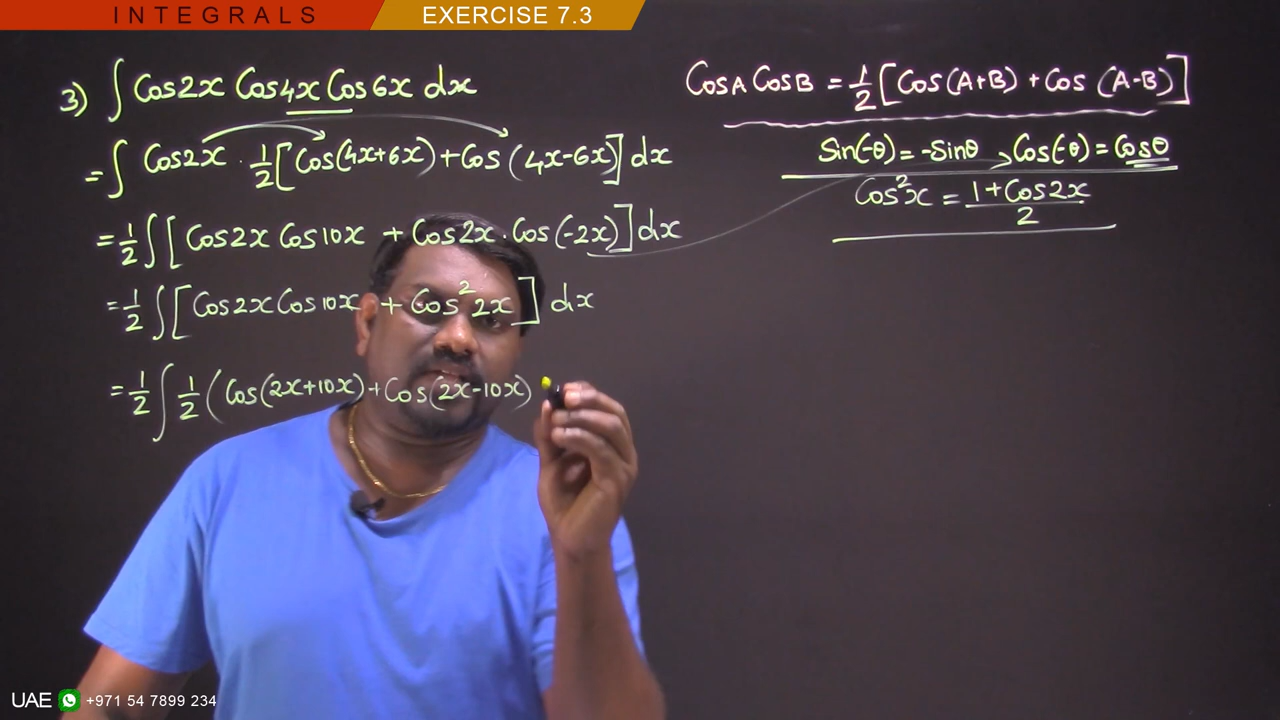 INTEGRALS EXERCISE 7.3
3) ∫ Cos2x Cos4x Cos6x dx
= ∫ Cos2x · 1/2 [Cos(4x+6x) + Cos (4x-6x)] dx
= 1/2 ∫ [Cos2x Cos10x + Cos2x · Cos(-2x)] dx
= 1/2 ∫ [Cos2x Cos10x + Cos² 2x] dx
= 1/2 ∫ 1/2 (Cos(2x+10x) + Cos(2x-10x)
CosA CosB = 1/2 [Cos(A+B) + Cos (A-B)]
Sin(-θ) = -Sinθ Cos(-θ) = Cosθ
Cos²x = 1+Cos2x / 2
UAE +971 54 7899 234